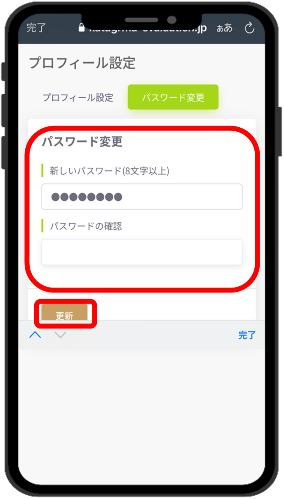 完了
ぁあ
プロフィール設定
プロフィール設定 パスワード変更
パスワード変更
新しいパスワード(8文字以上)
●●●●●●●●
パスワードの確認
更新
完了